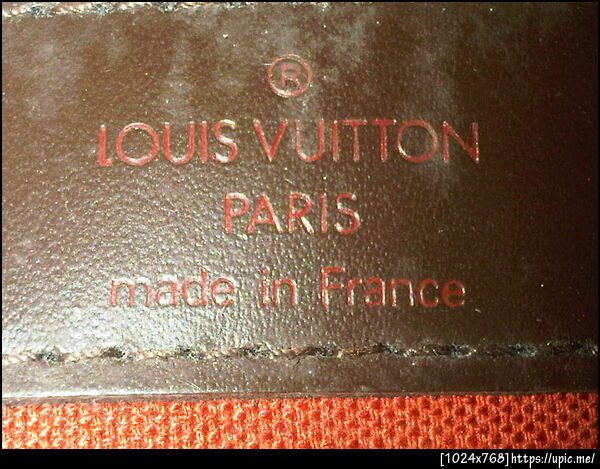 ®
LOUIS VUITTON
PARIS
made in France
[1024x768]https://upic.me/